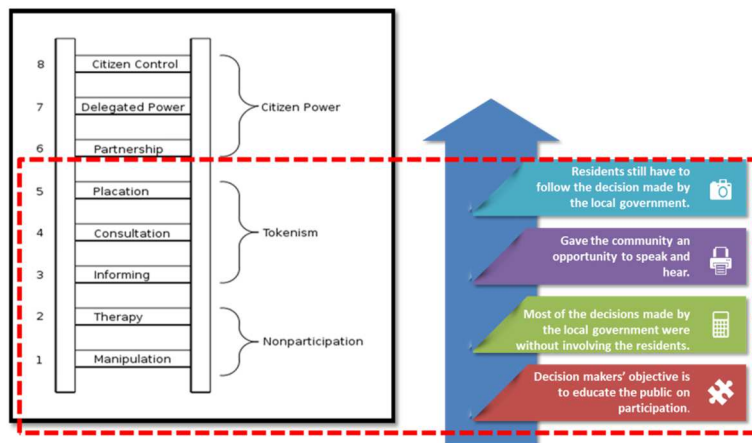 8 Citizen Control
7 Delegated Power
Citizen Power
6 Partnership
5 Placation
4 Consultation
Tokenism
3 Informing
2 Therapy
Nonparticipation
1 Manipulation
Residents still have to
follow the decision made by
the local government.
Gave the community an
opportunity to speak and
hear.
Most of the decisions made by
the local government were
without involving the residents.
Decision makers’ objective is
to educate the public on
participation.